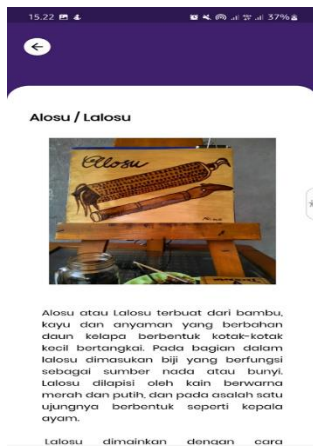 15.22
37%
Alosu / Lalosu
Alosu
Alosu atau Lalosu terbuat dari bambu,
kayu dan anyaman yang berbahan
daun kelapa berbentuk kotak-kotak
kecil bertangkai. Pada bagian dalam
lalosu dimasukan biji yang berfungsi
sebagai sumber nada atau bunyi.
Lalosu dilapisi oleh kain berwarna
merah dan putih, dan pada asalah satu
ujungnya berbentuk seperti kepala
ayam.
Lalosu dimainkan dengan cara